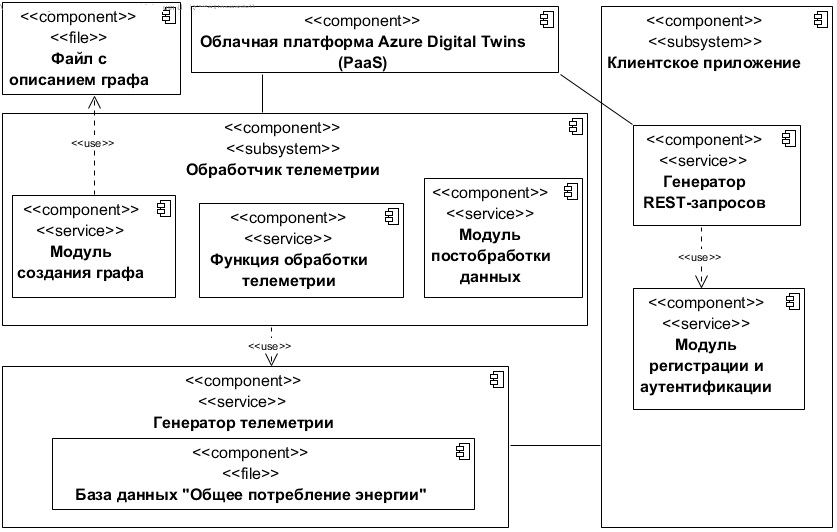 <<component>>
<<file>>
Файл с
описанием графа
<<component>>
Облачная платформа Azure Digital Twins
(PaaS)
<<component>>
<<subsystem>>
Клиентское приложение
<<use>>
<<component>>
<<subsystem>>
Обработчик телеметрии
<<component>>
<<service>>
Модуль
создания графа
<<component>>
<<service>>
Функция обработки
телеметрии
<<component>>
<<service>>
Модуль
постобработки
данных
<<component>>
<<service>>
Генератор
REST-запросов
<<use>>
<<component>>
<<service>>
Модуль
регистрации и
аутентификации
<<use>>
<<component>>
<<service>>
Генератор телеметрии
<<component>>
<<file>>
База данных "Общее потребление энергии"